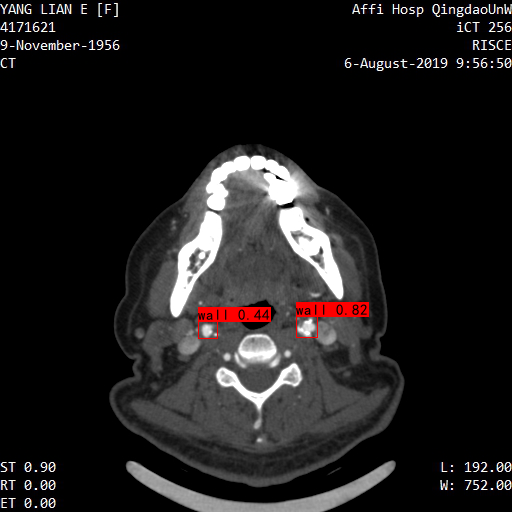 YANG LIAN E [F]
4171621
9-November-1956
CT
Affi Hosp QingdaoUnW
iCT 256
RISCE
6-August-2019 9:56:50
wall 0.44
wall 0.82
ST 0.90
RT 0.00
ET 0.00
L: 192.00
W: 752.00